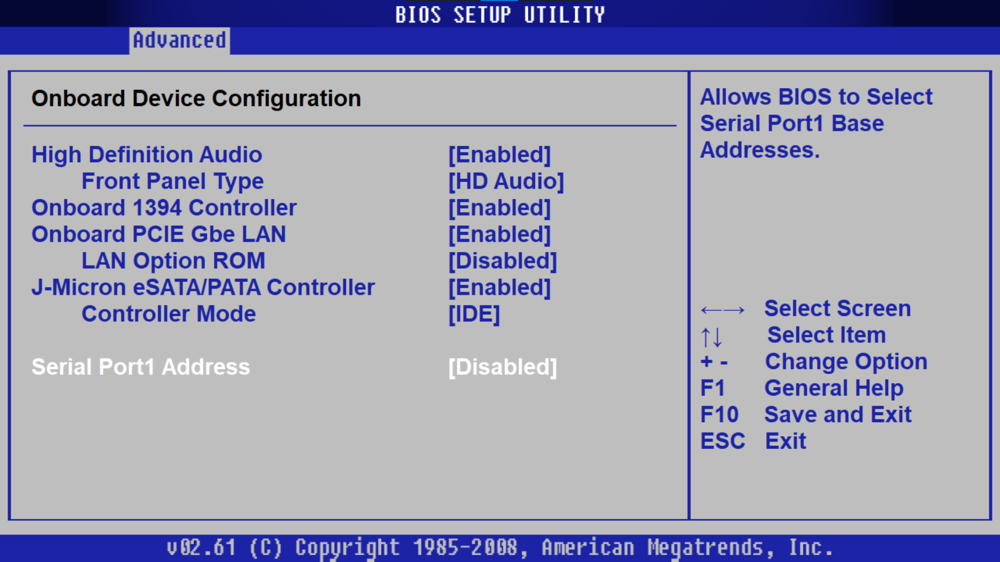 BIOS SETUP UTILITY
Advanced
Onboard Device Configuration
High Definition Audio [Enabled]
Front Panel Type [HD Audio]
Onboard 1394 Controller [Enabled]
Onboard PCIE Gbe LAN [Enabled]
LAN Option ROM [Disabled]
J-Micron eSATA/PATA Controller [Enabled]
Controller Mode [IDE]
Serial Port1 Address [Disabled]
Allows BIOS to Select
Serial Port1 Base
Addresses.
←→ Select Screen
↑↓ Select Item
+ - Change Option
F1 General Help
F10 Save and Exit
ESC Exit
v02.61 (C) Copyright 1985-2008, American Megatrends, Inc.